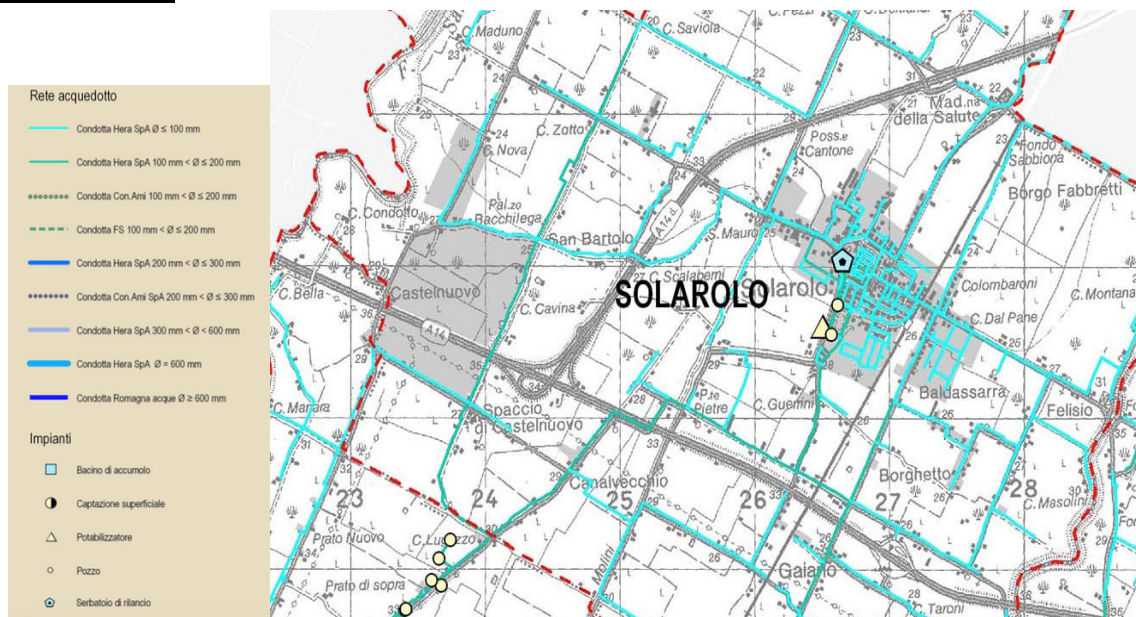 Rete acquedotto
Condotta Hera SpA Ø ≤ 100 mm
Condotta Hera SpA 100 mm < Ø ≤ 200 mm
Condotta Con.Ami 100 mm < Ø ≤ 200 mm
Condotta FS 100 mm < Ø ≤ 200 mm
Condotta Hera SpA 200 mm < Ø ≤ 300 mm
Condotta Con.Ami SpA 200 mm < Ø ≤ 300 mm
Condotta Hera SpA 300 mm < Ø < 600 mm
Condotta Hera SpA Ø = 600 mm
Condotta Romagna acque Ø ≥ 600 mm
Impianti
Bacino di accumolo
Captazione superficiale
Potabilizzatore
Pozzo
Serbatoio di rilancio
C. Maduno
C. Saviola
C. Pezzi
Mad.na
della Salute
C. Zotto
C. Nova
Poss.e
Cantone
Fondo
Sabbiona
Borgo Fabbretti
C. Condotto
Pal.zo
Bacchilega
San Bartolo
A14 d.
S. Mauro
C. Bella
Castelnuovo
C. Cavina
C. Scalaberni
SOLAROLO
Solarolo
Colombaroni
C. Montana
C. Dal Pane
A14
C. Manara
Spaccio
di Castelnuovo
P.te
Pietre
C. Guerrini
Baldassarra
Felisio
Canalvecchio
Borghetto
23
24
25
26
27
28
C. Masolini
Prato Nuovo
Prato di sopra
Molini
Gaiano
C. Taroni